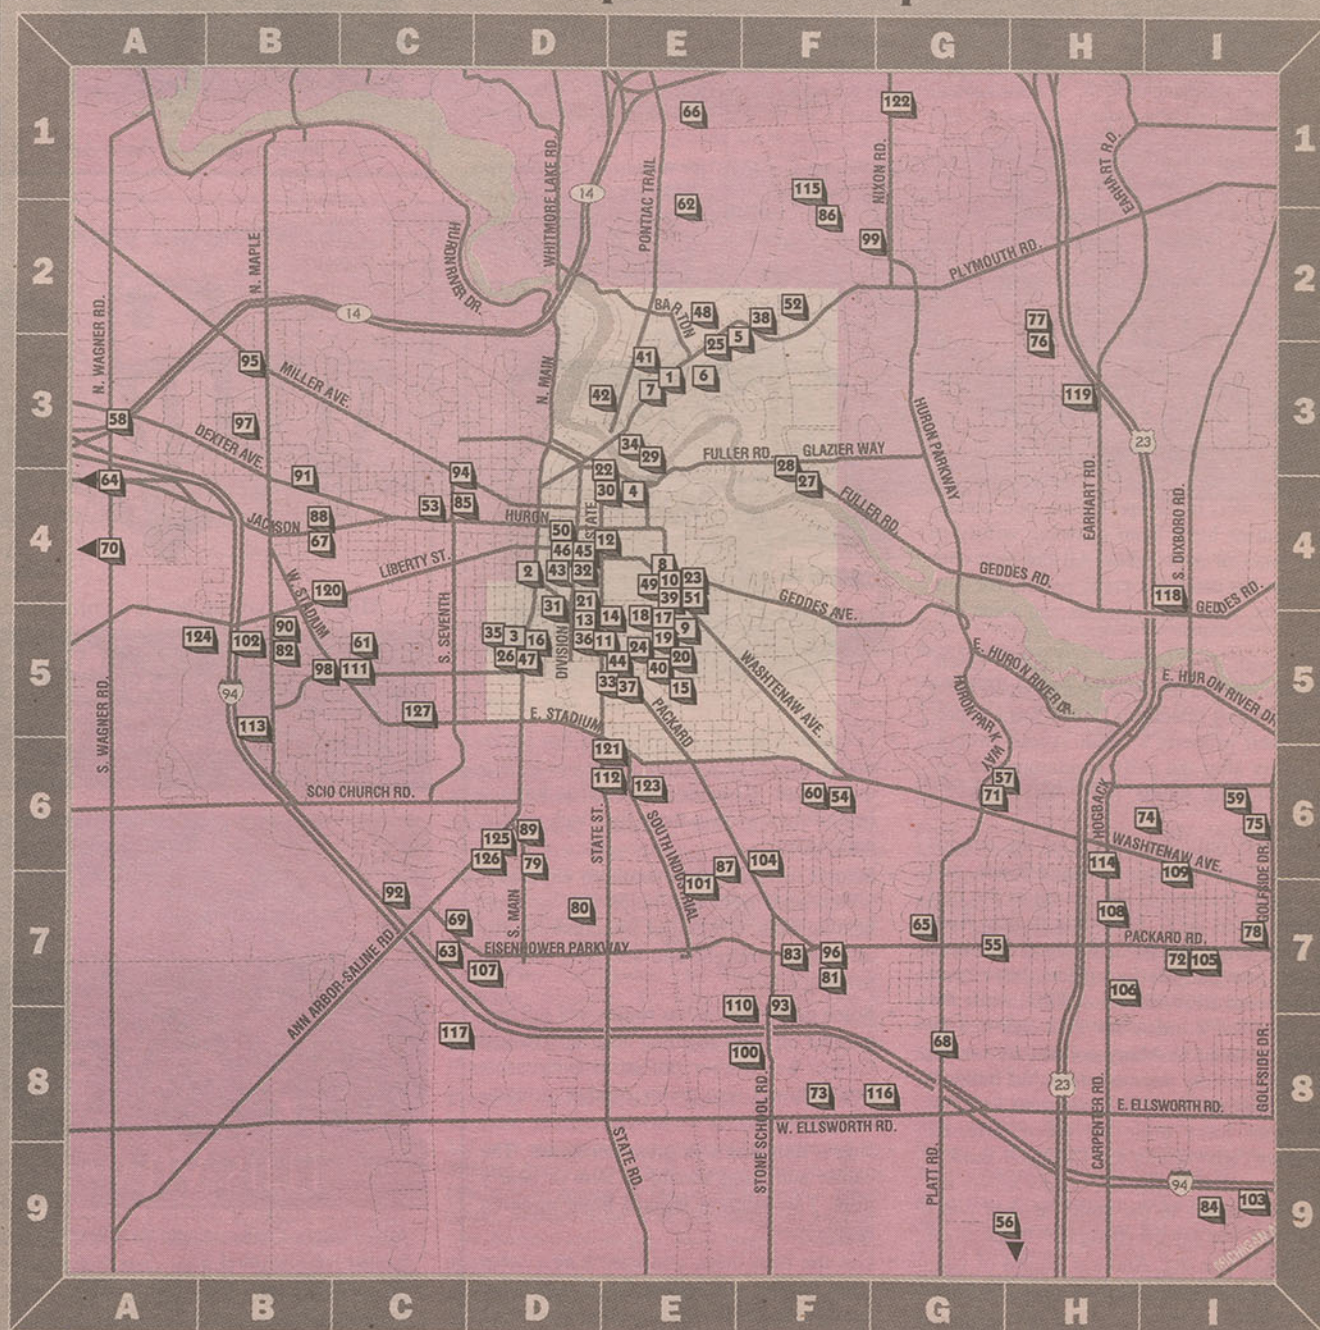 A B C D E F G H I
1 1
66
122
EARHART RD.
WHITMORE LAKE RD.
14
PONTIAC TRAIL
NIXON RD.
115
62
86
99
2 2
N. MAPLE
HURON RIVER DR.
PLYMOUTH RD.
N. WAGNER RD.
14
BARTON
48
52
38
77
76
5
25
41
95
1
6
7
MILLER AVE.
N. MAIN
42
119
3 3
58
97
HURON PARKWAY
23
DEXTER AVE.
34
29
FULLER RD.
GLAZIER WAY
64
91
94
22
28
27
30
4
53
85
FULLER RD.
EARHART RD.
S. DIXBORO RD.
88
JACKSON
HURON
STATE
50
12
4 4
70
67
46
45
LIBERTY ST.
2
43
32
8
49
10
23
GEDDES RD.
W. STADIUM
120
S. SEVENTH
31
21
39
51
GEDDES AVE.
118
GEDDES RD.
13
14
18
17
9
124
102
90
82
61
35
3
16
DIVISION
36
11
24
19
E. HURON RIVER DR.
5 5
98
111
26
47
44
40
20
WASHTENAW AVE.
E. HURON RIVER DR.
94
33
37
15
S. WAGNER RD.
127
113
E. STADIUM
PACKARD
HURON PARKWAY
121
112
123
57
71
60
54
6 6
SCIO CHURCH RD.
STATE ST.
SOUTH INDUSTRIAL
HOGBACK
59
75
74
WASHTENAW AVE.
125
89
126
79
87
104
114
109
101
GOLFSIDE DR.
92
S. MAIN
80
69
108
65
7 7
ANN ARBOR-SALINE RD.
63
EISENHOWER PARKWAY
55
PACKARD RD.
78
107
83
96
72
105
81
106
110
93
117
100
68
8 8
73
116
23
CARPENTER RD.
GOLFSIDE DR.
STONE SCHOOL RD.
E. ELLSWORTH RD.
W. ELLSWORTH RD.
STATE RD.
PLATT RD.
94
9 9
56
84
103
MICHIGAN
A B C D E F G H I